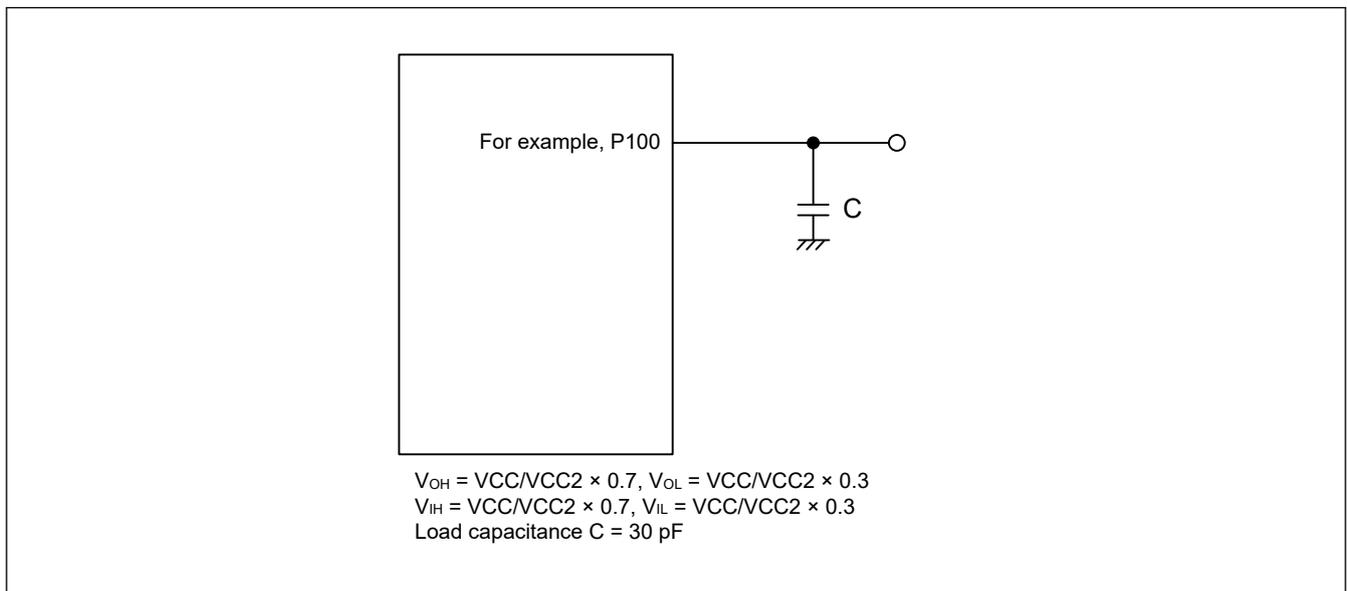 For example, P100
C
VOH = VCC/VCC2 × 0.7, VOL = VCC/VCC2 × 0.3
VIH = VCC/VCC2 × 0.7, VIL = VCC/VCC2 × 0.3
Load capacitance C = 30 pF